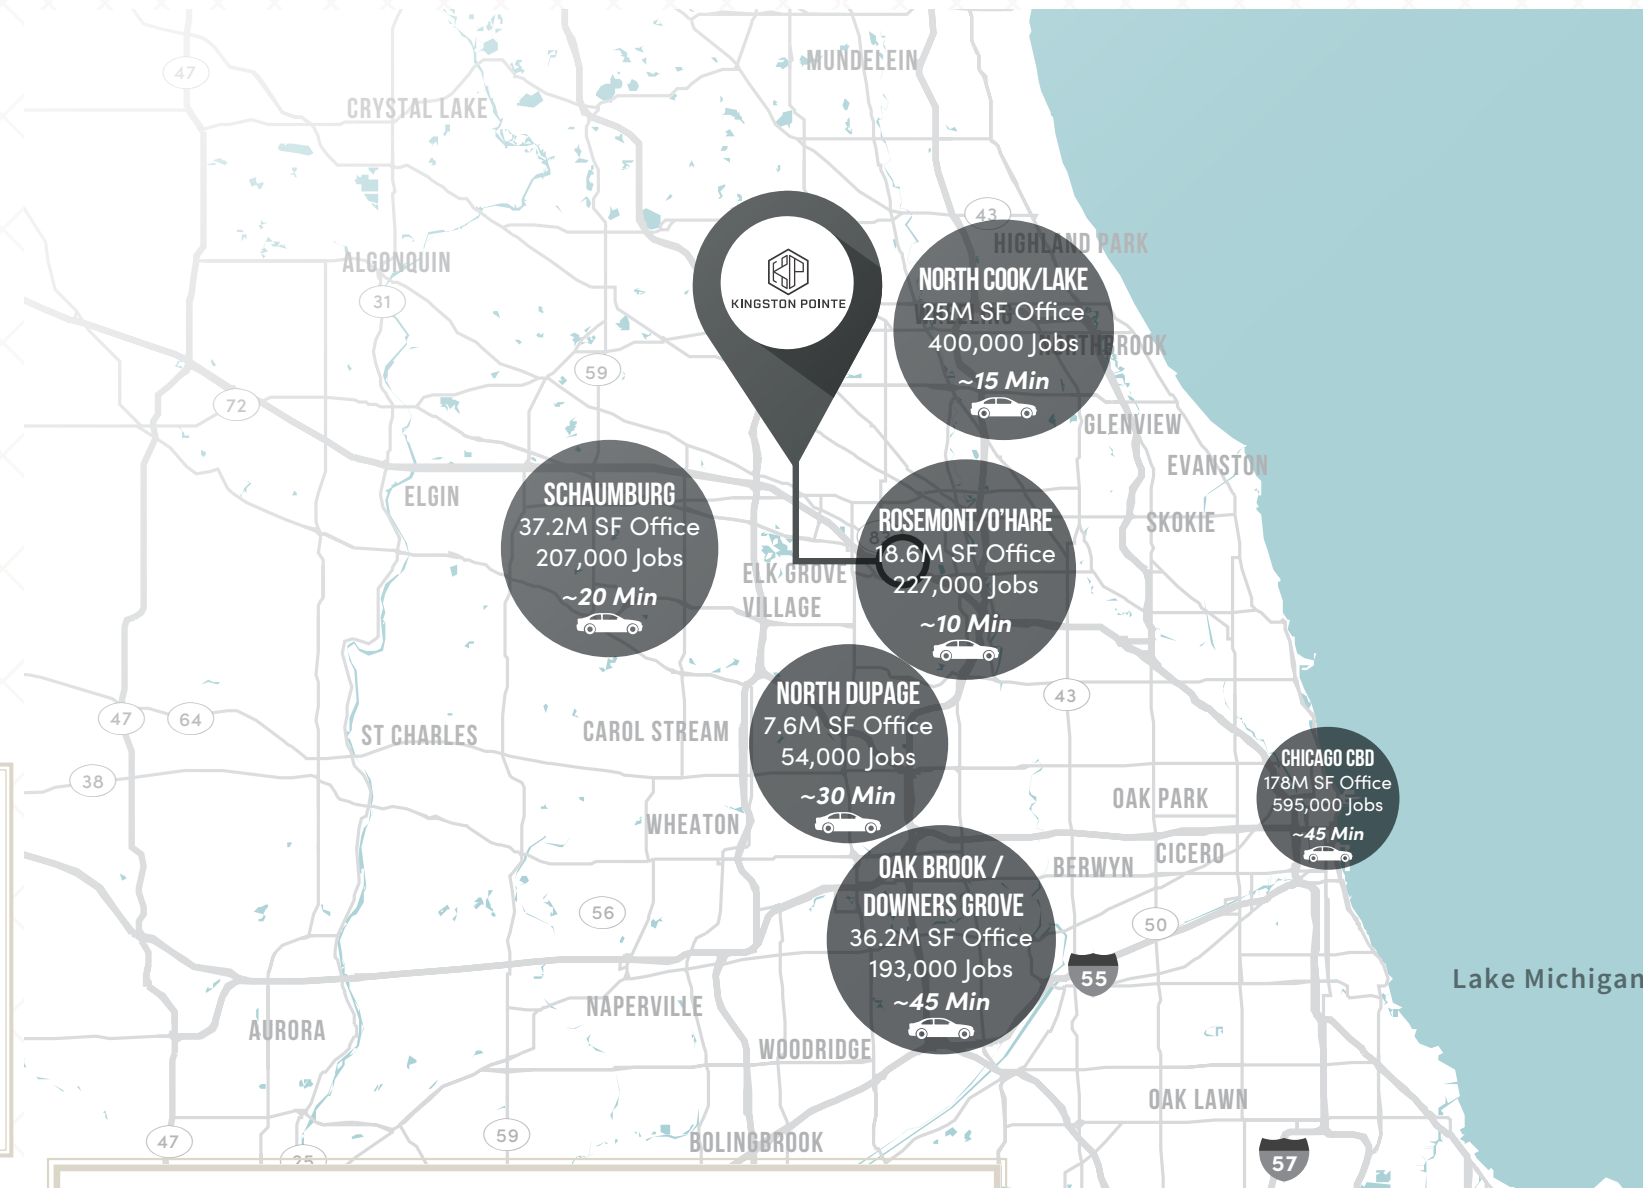 MUNDELEIN
47
CRYSTAL LAKE
43
HIGHLAND PARK
ALGONQUIN
31
KINGSTON POINTE
NORTH COOK/LAKE
25M SF Office
400,000 Jobs
~15 Min
WHEELING
NORTHBROOK
59
72
GLENVIEW
EVANSTON
ELGIN
SCHAUMBURG
37.2M SF Office
207,000 Jobs
~20 Min
SKOKIE
83
ROSEMONT/O'HARE
18.6M SF Office
227,000 Jobs
~10 Min
ELK GROVE
VILLAGE
43
47
64
ST CHARLES
CAROL STREAM
NORTH DUPAGE
7.6M SF Office
54,000 Jobs
~30 Min
38
CHICAGO CBD
178M SF Office
595,000 Jobs
~45 Min
OAK PARK
WHEATON
CICERO
BERWYN
OAK BROOK /
DOWNERS GROVE
36.2M SF Office
193,000 Jobs
~45 Min
56
50
55
Lake Michigan
NAPERVILLE
AURORA
WOODRIDGE
OAK LAWN
47
59
BOLINGBROOK
25
57